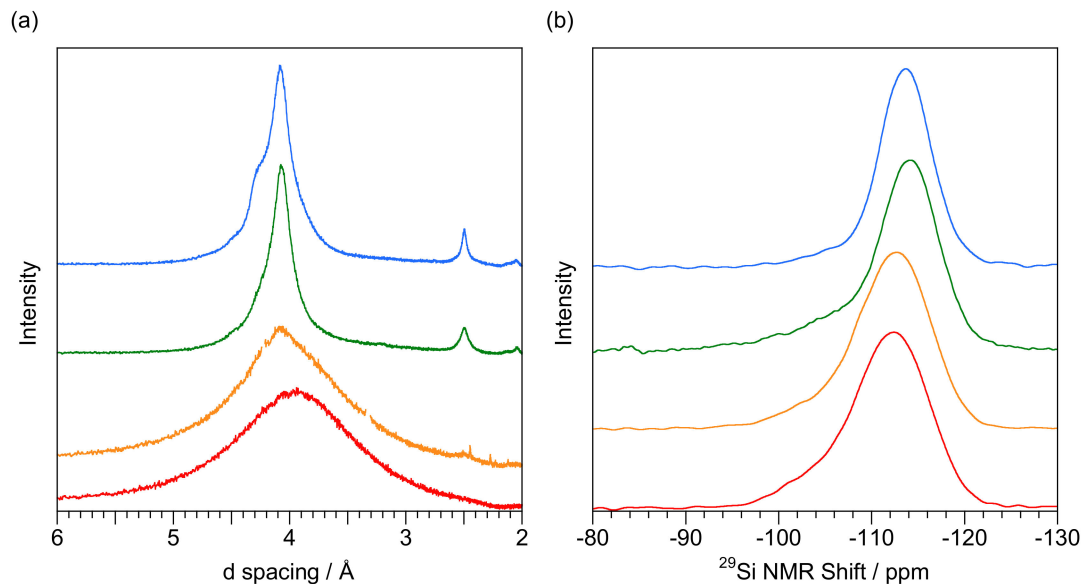 (a)
(b)
Intensity
6 5 4 3 2
d spacing / Å
Intensity
-80 -90 -100 -110 -120 -130
²⁹Si NMR Shift / ppm